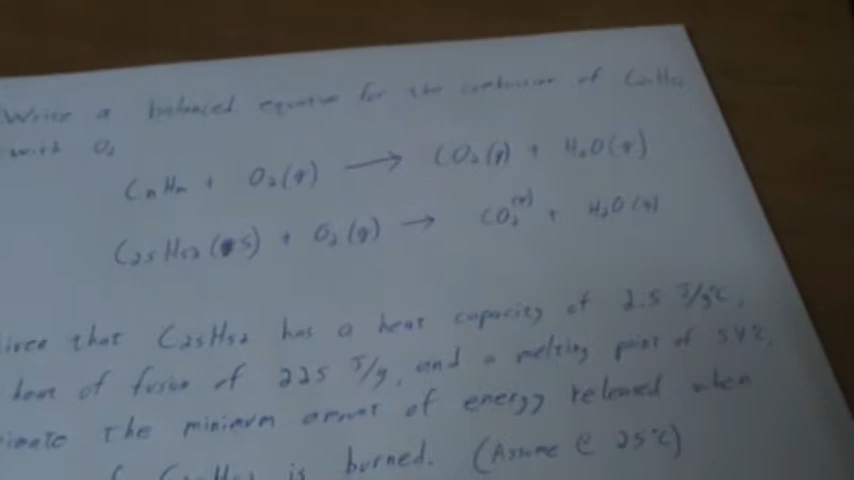 Write a balanced equation for the combustion of C25H52
with O2
CnHm + O2(g) → CO2(g) + H2O(g)
C25H52(s) + O2(g) → CO2(g) + H2O(g)
that C25H52 has a heat capacity of 2.5 J/g°C,
heat of fusion of 225 J/g, and a melting point of 54°C,
the minimum amount of energy released when
is burned. (Assume @ 25°C)